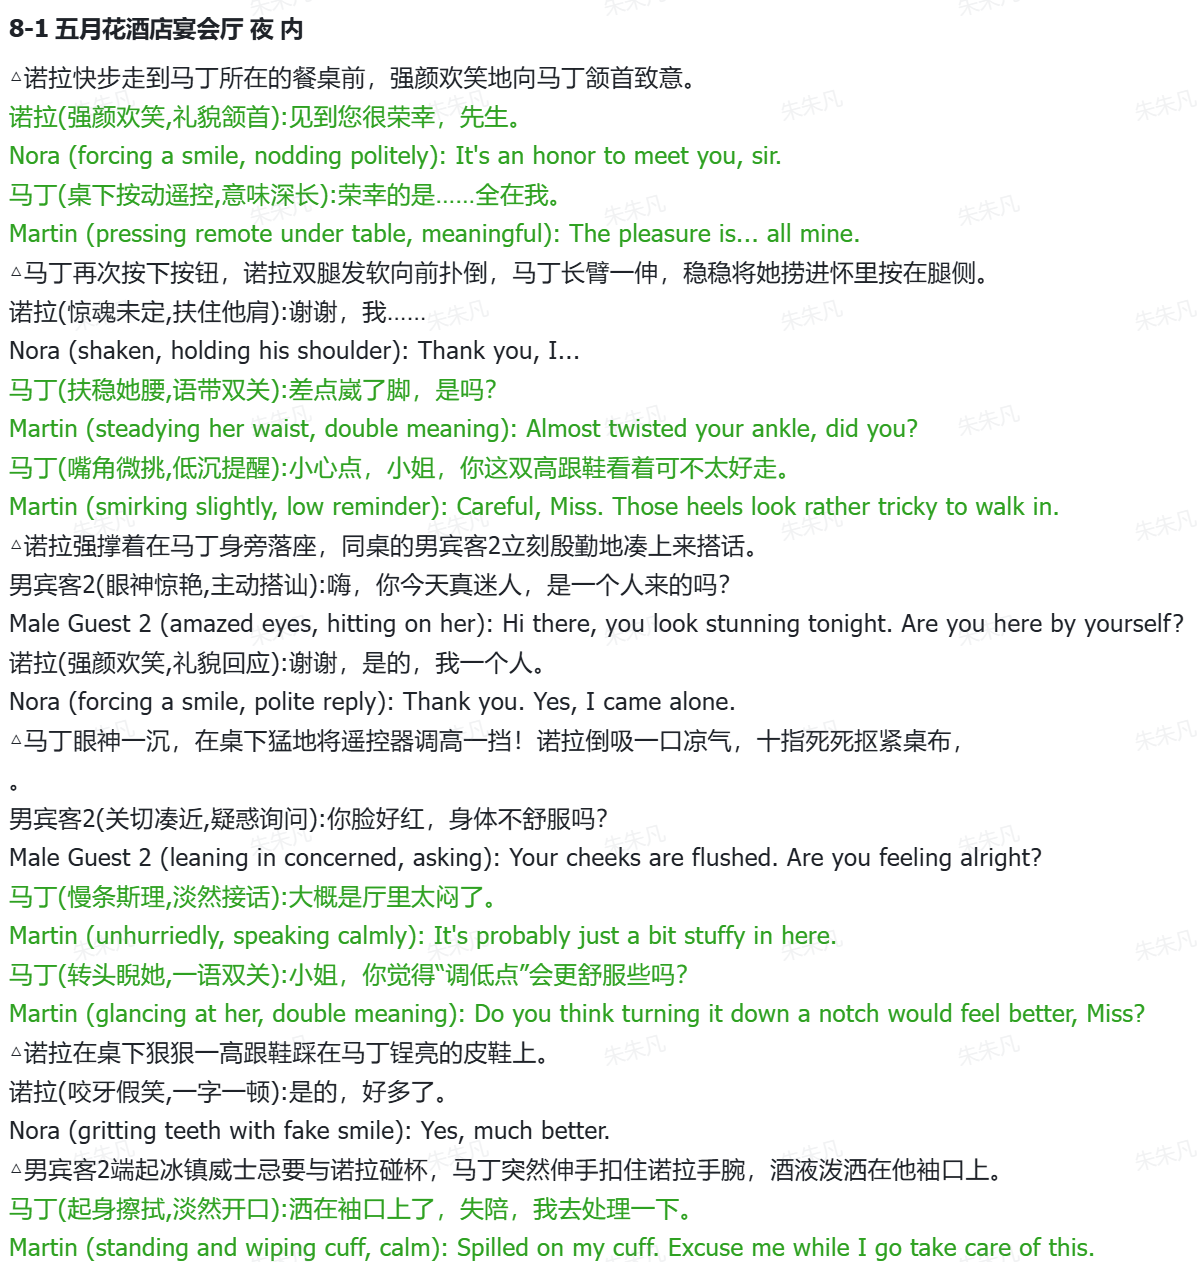 8-1 五月花酒店宴会厅 夜 内
△诺拉快步走到马丁所在的餐桌前，强颜欢笑地向马丁颔首致意。
诺拉(强颜欢笑,礼貌颔首):见到您很荣幸，先生。
Nora (forcing a smile, nodding politely): It's an honor to meet you, sir.
马丁(桌下按动遥控,意味深长):荣幸的是……全在我。
Martin (pressing remote under table, meaningful): The pleasure is... all mine.
△马丁再次按下按钮，诺拉双腿发软向前扑倒，马丁长臂一伸，稳稳将她捞进怀里按在腿侧。
诺拉(惊魂未定,扶住他肩):谢谢，我……
Nora (shaken, holding his shoulder): Thank you, I...
马丁(扶稳她腰,语带双关):差点崴了脚，是吗？
Martin (steadying her waist, double meaning): Almost twisted your ankle, did you?
马丁(嘴角微挑,低沉提醒):小心点，小姐，你这双高跟鞋看着可不太好走。
Martin (smirking slightly, low reminder): Careful, Miss. Those heels look rather tricky to walk in.
△诺拉强撑着在马丁身旁落座，同桌的男宾客2立刻殷勤地凑上来搭话。
男宾客2(眼神惊艳,主动搭讪):嗨，你今天真迷人，是一个人来的吗？
Male Guest 2 (amazed eyes, hitting on her): Hi there, you look stunning tonight. Are you here by yourself?
诺拉(强颜欢笑,礼貌回应):谢谢，是的，我一个人。
Nora (forcing a smile, polite reply): Thank you. Yes, I came alone.
△马丁眼神一沉，在桌下猛地将遥控器调高一挡！诺拉倒吸一口凉气，十指死死抠紧桌布，
。
男宾客2(关切凑近,疑惑询问):你脸好红，身体不舒服吗？
Male Guest 2 (leaning in concerned, asking): Your cheeks are flushed. Are you feeling alright?
马丁(慢条斯理,淡然接话):大概是厅里太闷了。
Martin (unhurriedly, speaking calmly): It's probably just a bit stuffy in here.
马丁(转头睨她,一语双关):小姐，你觉得“调低点”会更舒服些吗？
Martin (glancing at her, double meaning): Do you think turning it down a notch would feel better, Miss?
△诺拉在桌下狠狠一高跟鞋踩在马丁锃亮的皮鞋上。
诺拉(咬牙假笑,一字一顿):是的，好多了。
Nora (gritting teeth with fake smile): Yes, much better.
△男宾客2端起冰镇威士忌要与诺拉碰杯，马丁突然伸手扣住诺拉手腕，酒液泼洒在他袖口上。
马丁(起身擦拭,淡然开口):洒在袖口上了，失陪，我去处理一下。
Martin (standing and wiping cuff, calm): Spilled on my cuff. Excuse me while I go take care of this.
朱朱凡